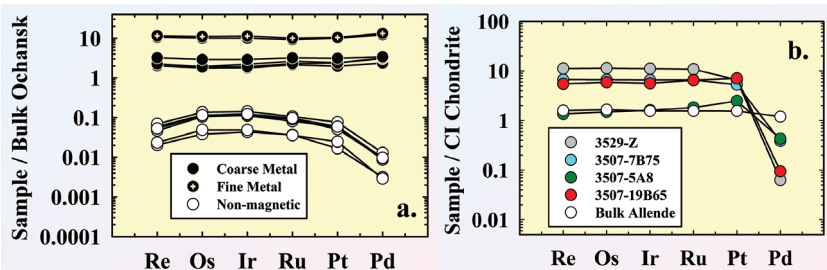 Sample / Bulk Ochansk
10
1
0.1
0.01
0.001
0.0001
Coarse Metal
Fine Metal
Non-magnetic
a.
Re Os Ir Ru Pt Pd
Sample / CI Chondrite
100
10
1
0.1
0.01
b.
3529-Z
3507-7B75
3507-5A8
3507-19B65
Bulk Allende
Re Os Ir Ru Pt Pd